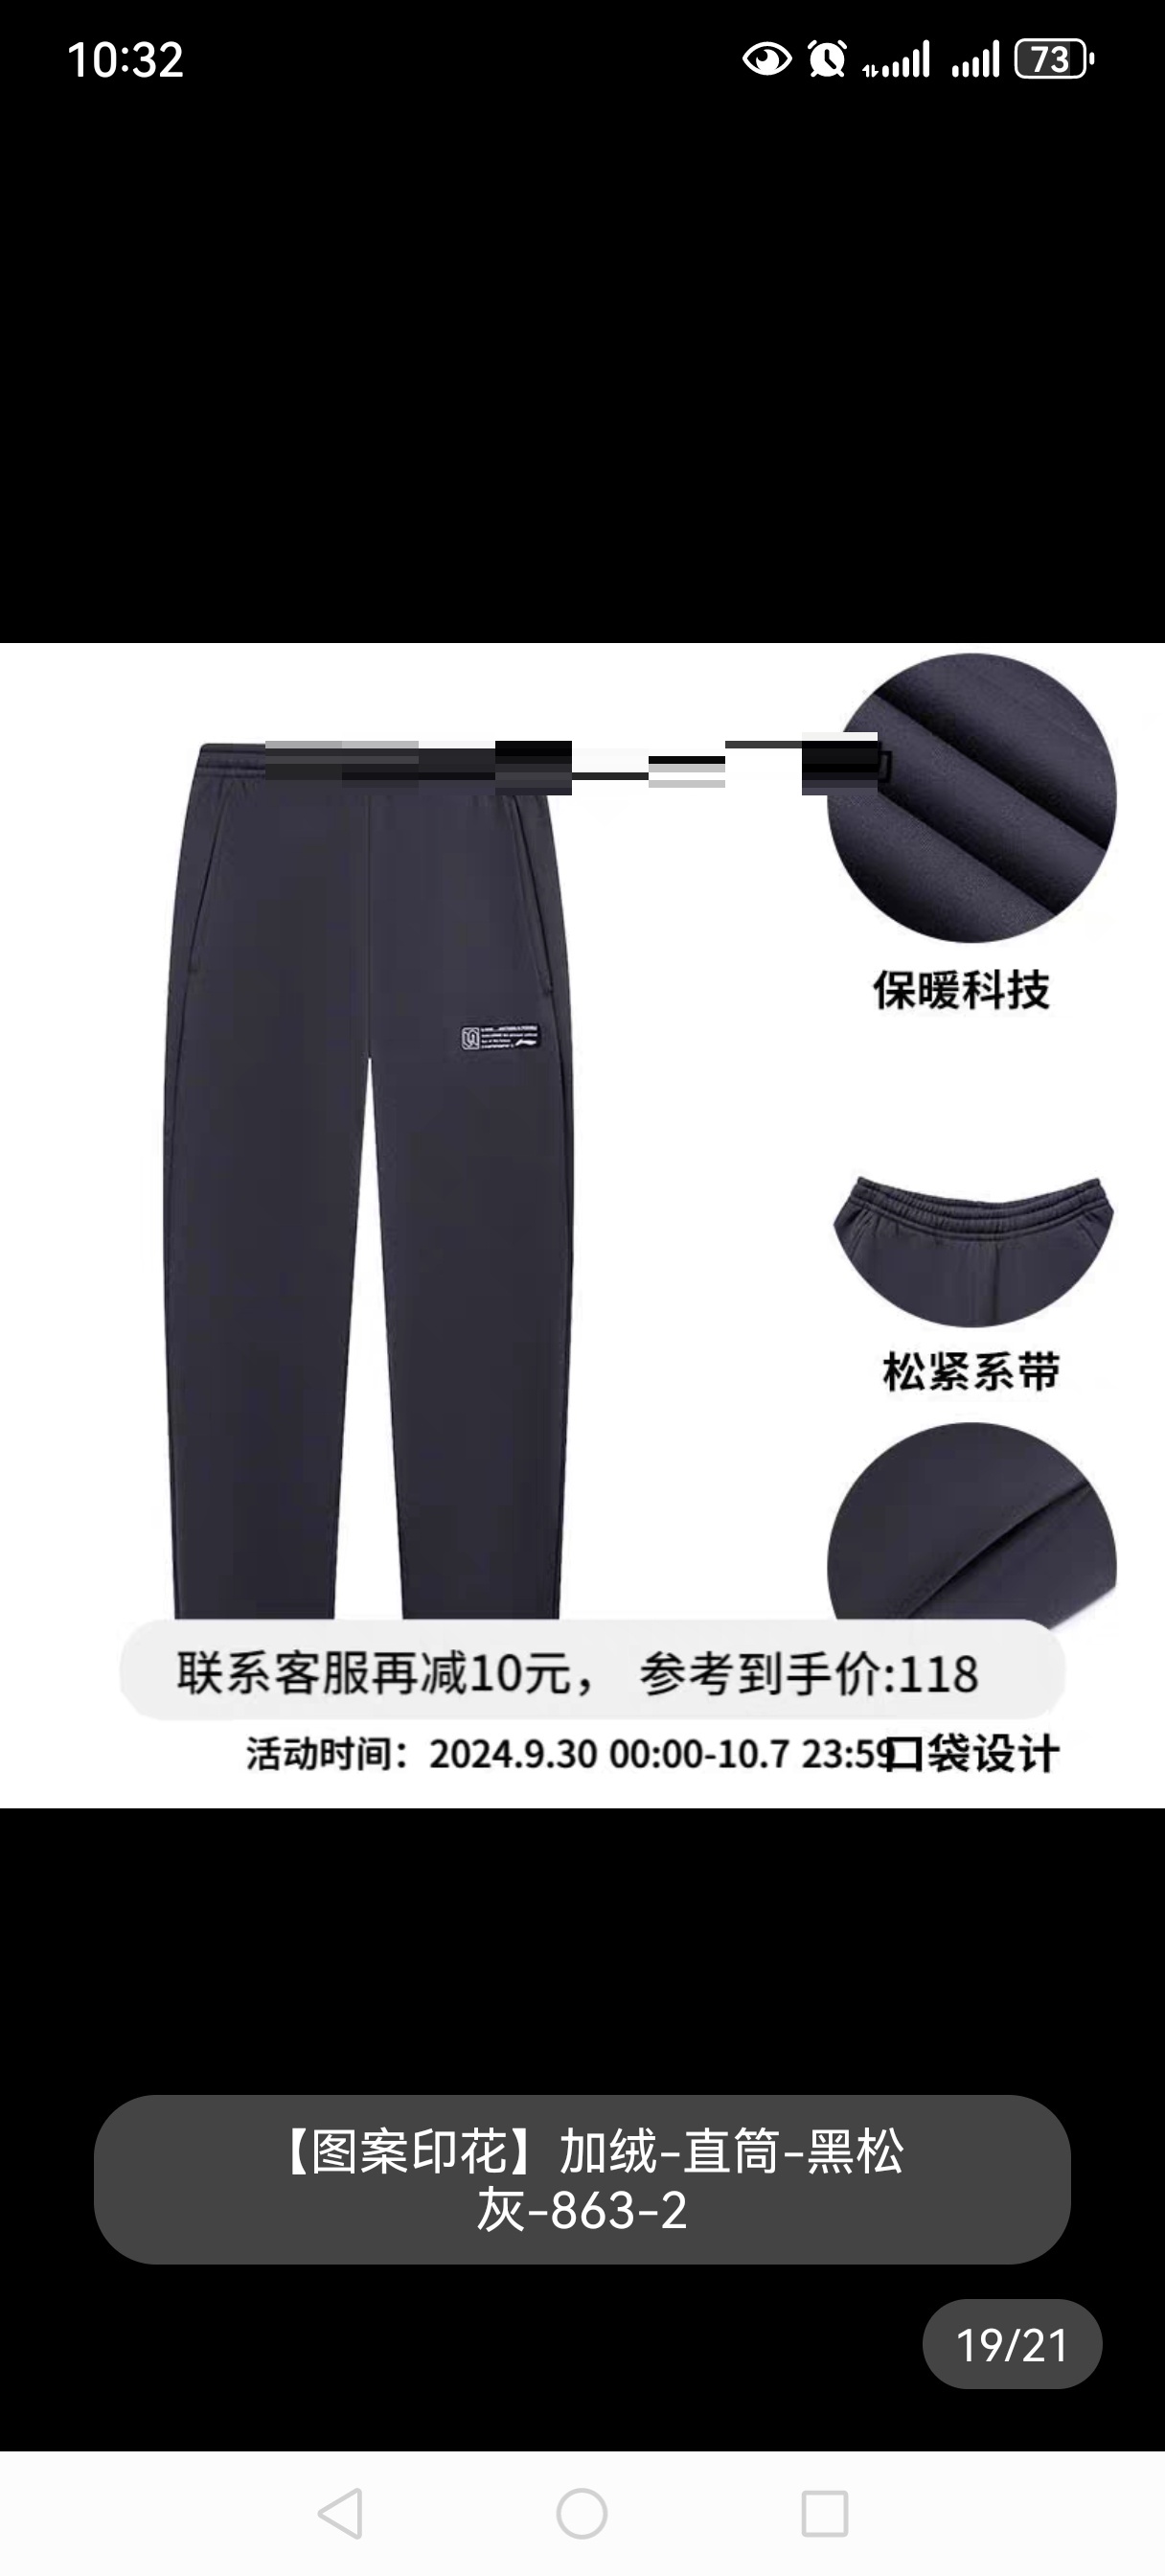 10:32
73
保暖科技
松紧系带
联系客服再减10元， 参考到手价:118
活动时间：2024.9.30 00:00-10.7 23:59
口袋设计
【图案印花】加绒-直筒-黑松
灰-863-2
19/21